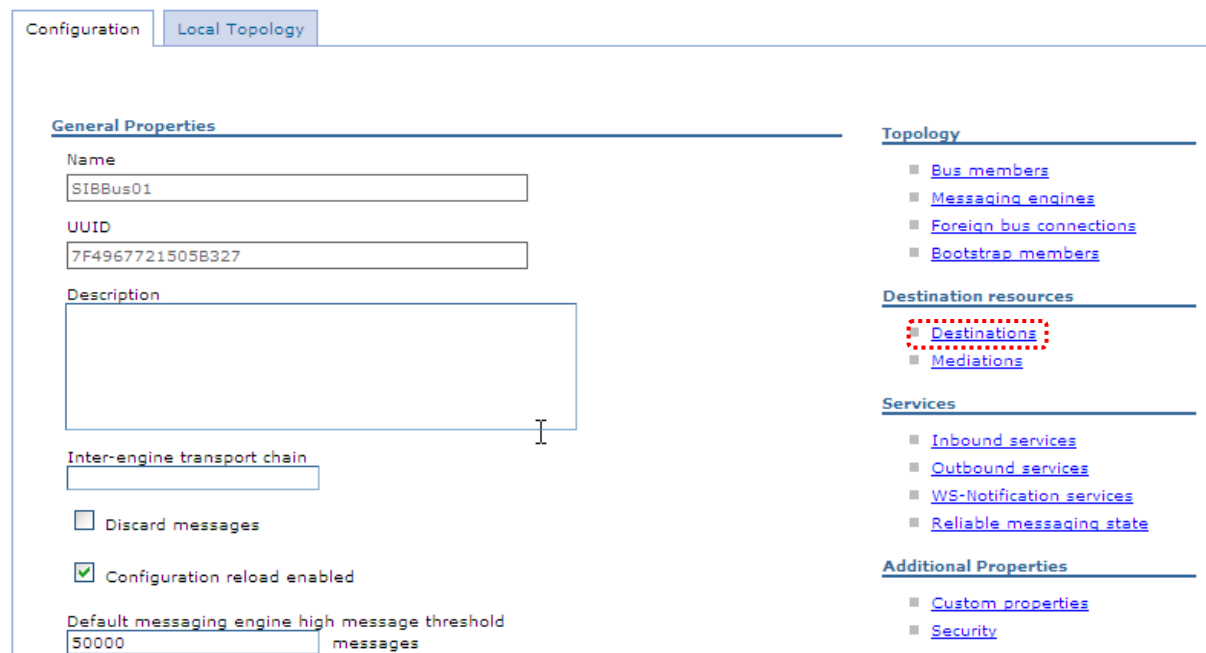 Configuration
Local Topology
General Properties
Name
SIBBus01
UUID
7F4967721505B327
Description
Inter-engine transport chain
Discard messages
Configuration reload enabled
Default messaging engine high message threshold
50000 messages
Topology
Bus members
Messaging engines
Foreign bus connections
Bootstrap members
Destination resources
Destinations
Mediations
Services
Inbound services
Outbound services
WS-Notification services
Reliable messaging state
Additional Properties
Custom properties
Security